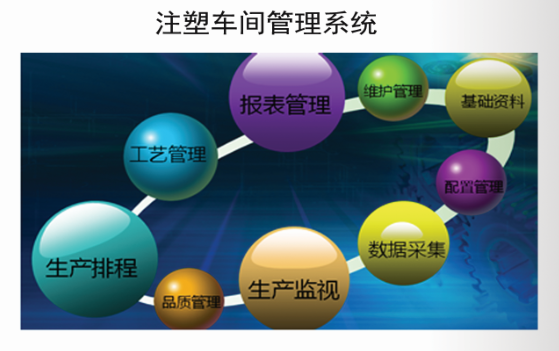 注塑车间管理系统
报表管理
维护管理
基础资料
工艺管理
配置管理
数据采集
生产排程
品质管理
生产监视